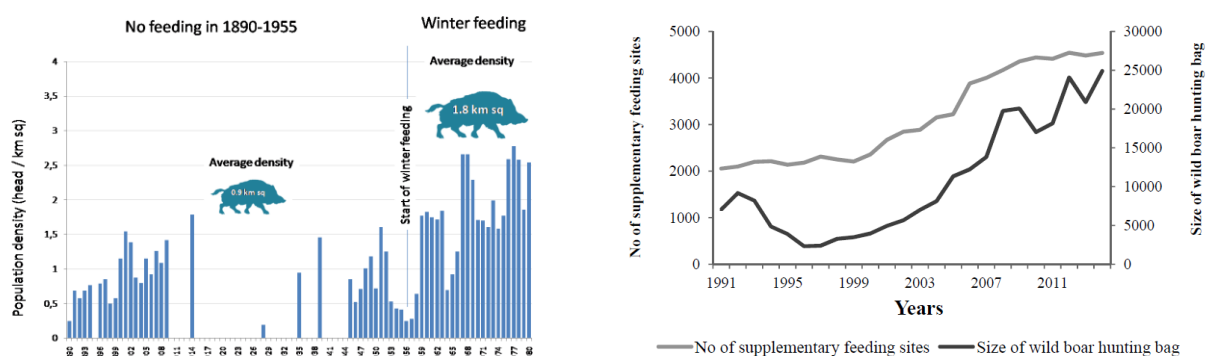 No feeding in 1890-1955
Winter feeding
Average density
1.8 km sq
Average density
0.9 km sq
Start of winter feeding
Population density (head / km sq)
4
3,5
3
2,5
2
1,5
1
0,5
0
5000
4000
3000
2000
1000
0
No of supplementary feeding sites
30000
25000
20000
15000
10000
5000
0
Size of wild boar hunting bag
1991 1995 1999 2003 2007 2011
Years
No of supplementary feeding sites Size of wild boar hunting bag